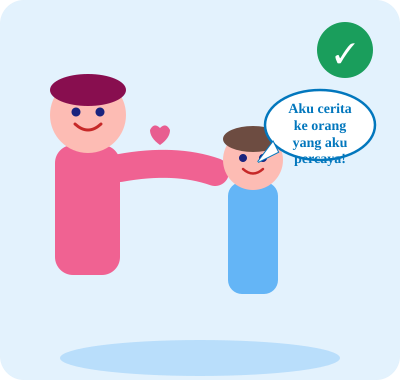 Aku cerita
ke orang
yang aku
percaya!